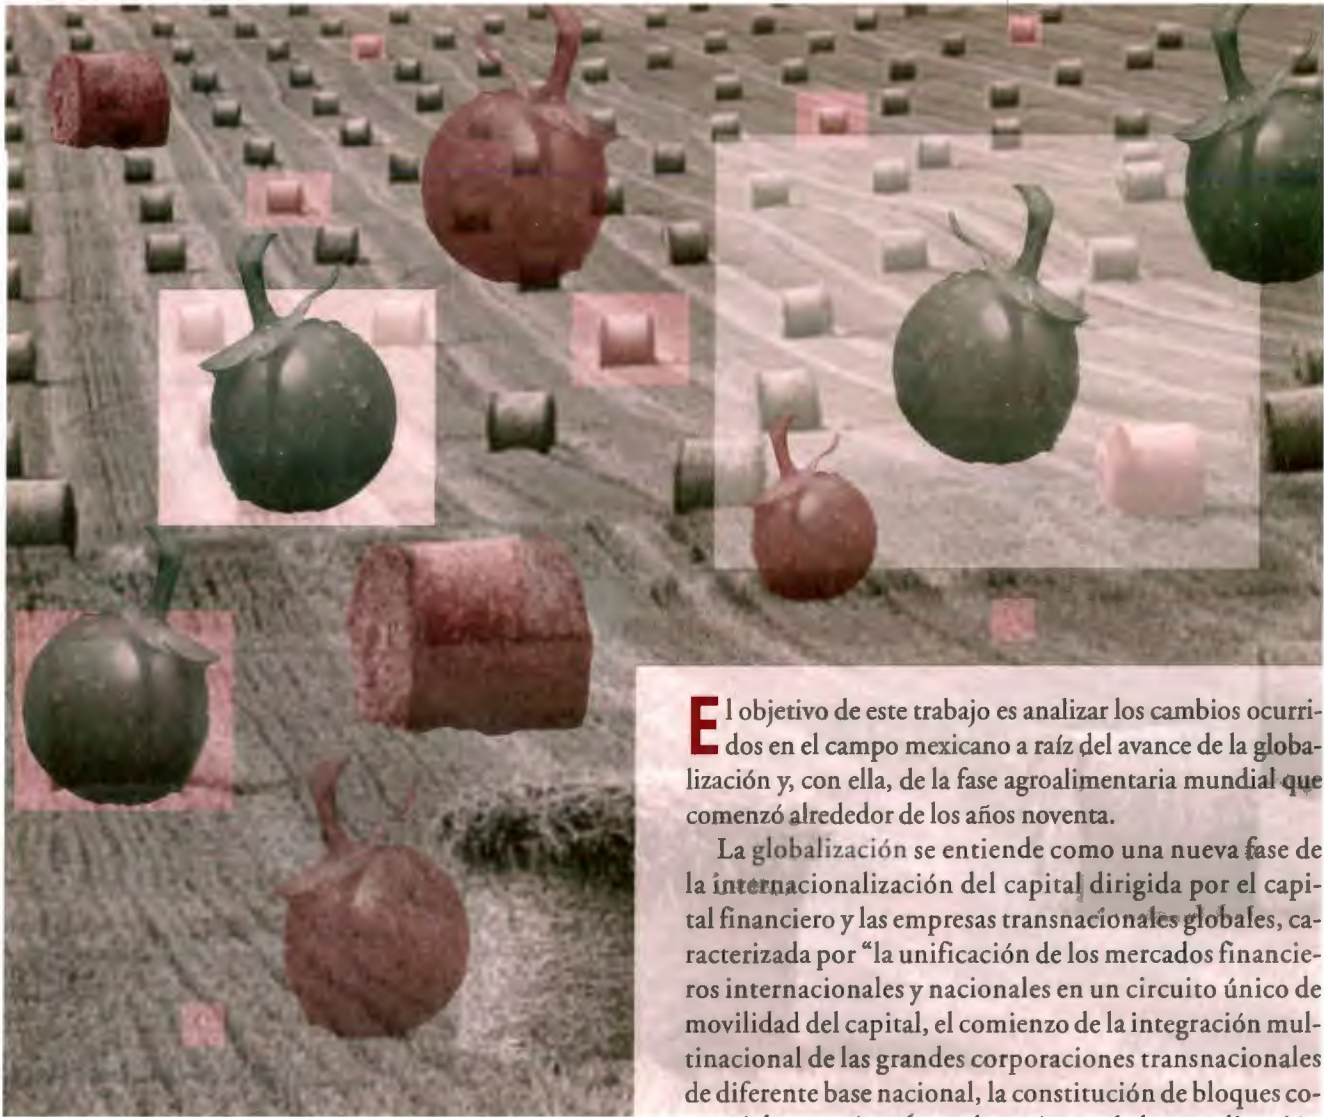 El objetivo de este trabajo es analizar los cambios ocurri-
dos en el campo mexicano a raíz del avance de la globa-
lización y, con ella, de la fase agroalimentaria mundial que
comenzó alrededor de los años noventa.
La globalización se entiende como una nueva fase de
la internacionalización del capital dirigida por el capi-
tal financiero y las empresas transnacionales globales, ca-
racterizada por “la unificación de los mercados financie-
ros internacionales y nacionales en un circuito único de
movilidad del capital, el comienzo de la integración mul-
tinacional de las grandes corporaciones transnacionales
de diferente base nacional, la constitución de bloques co-